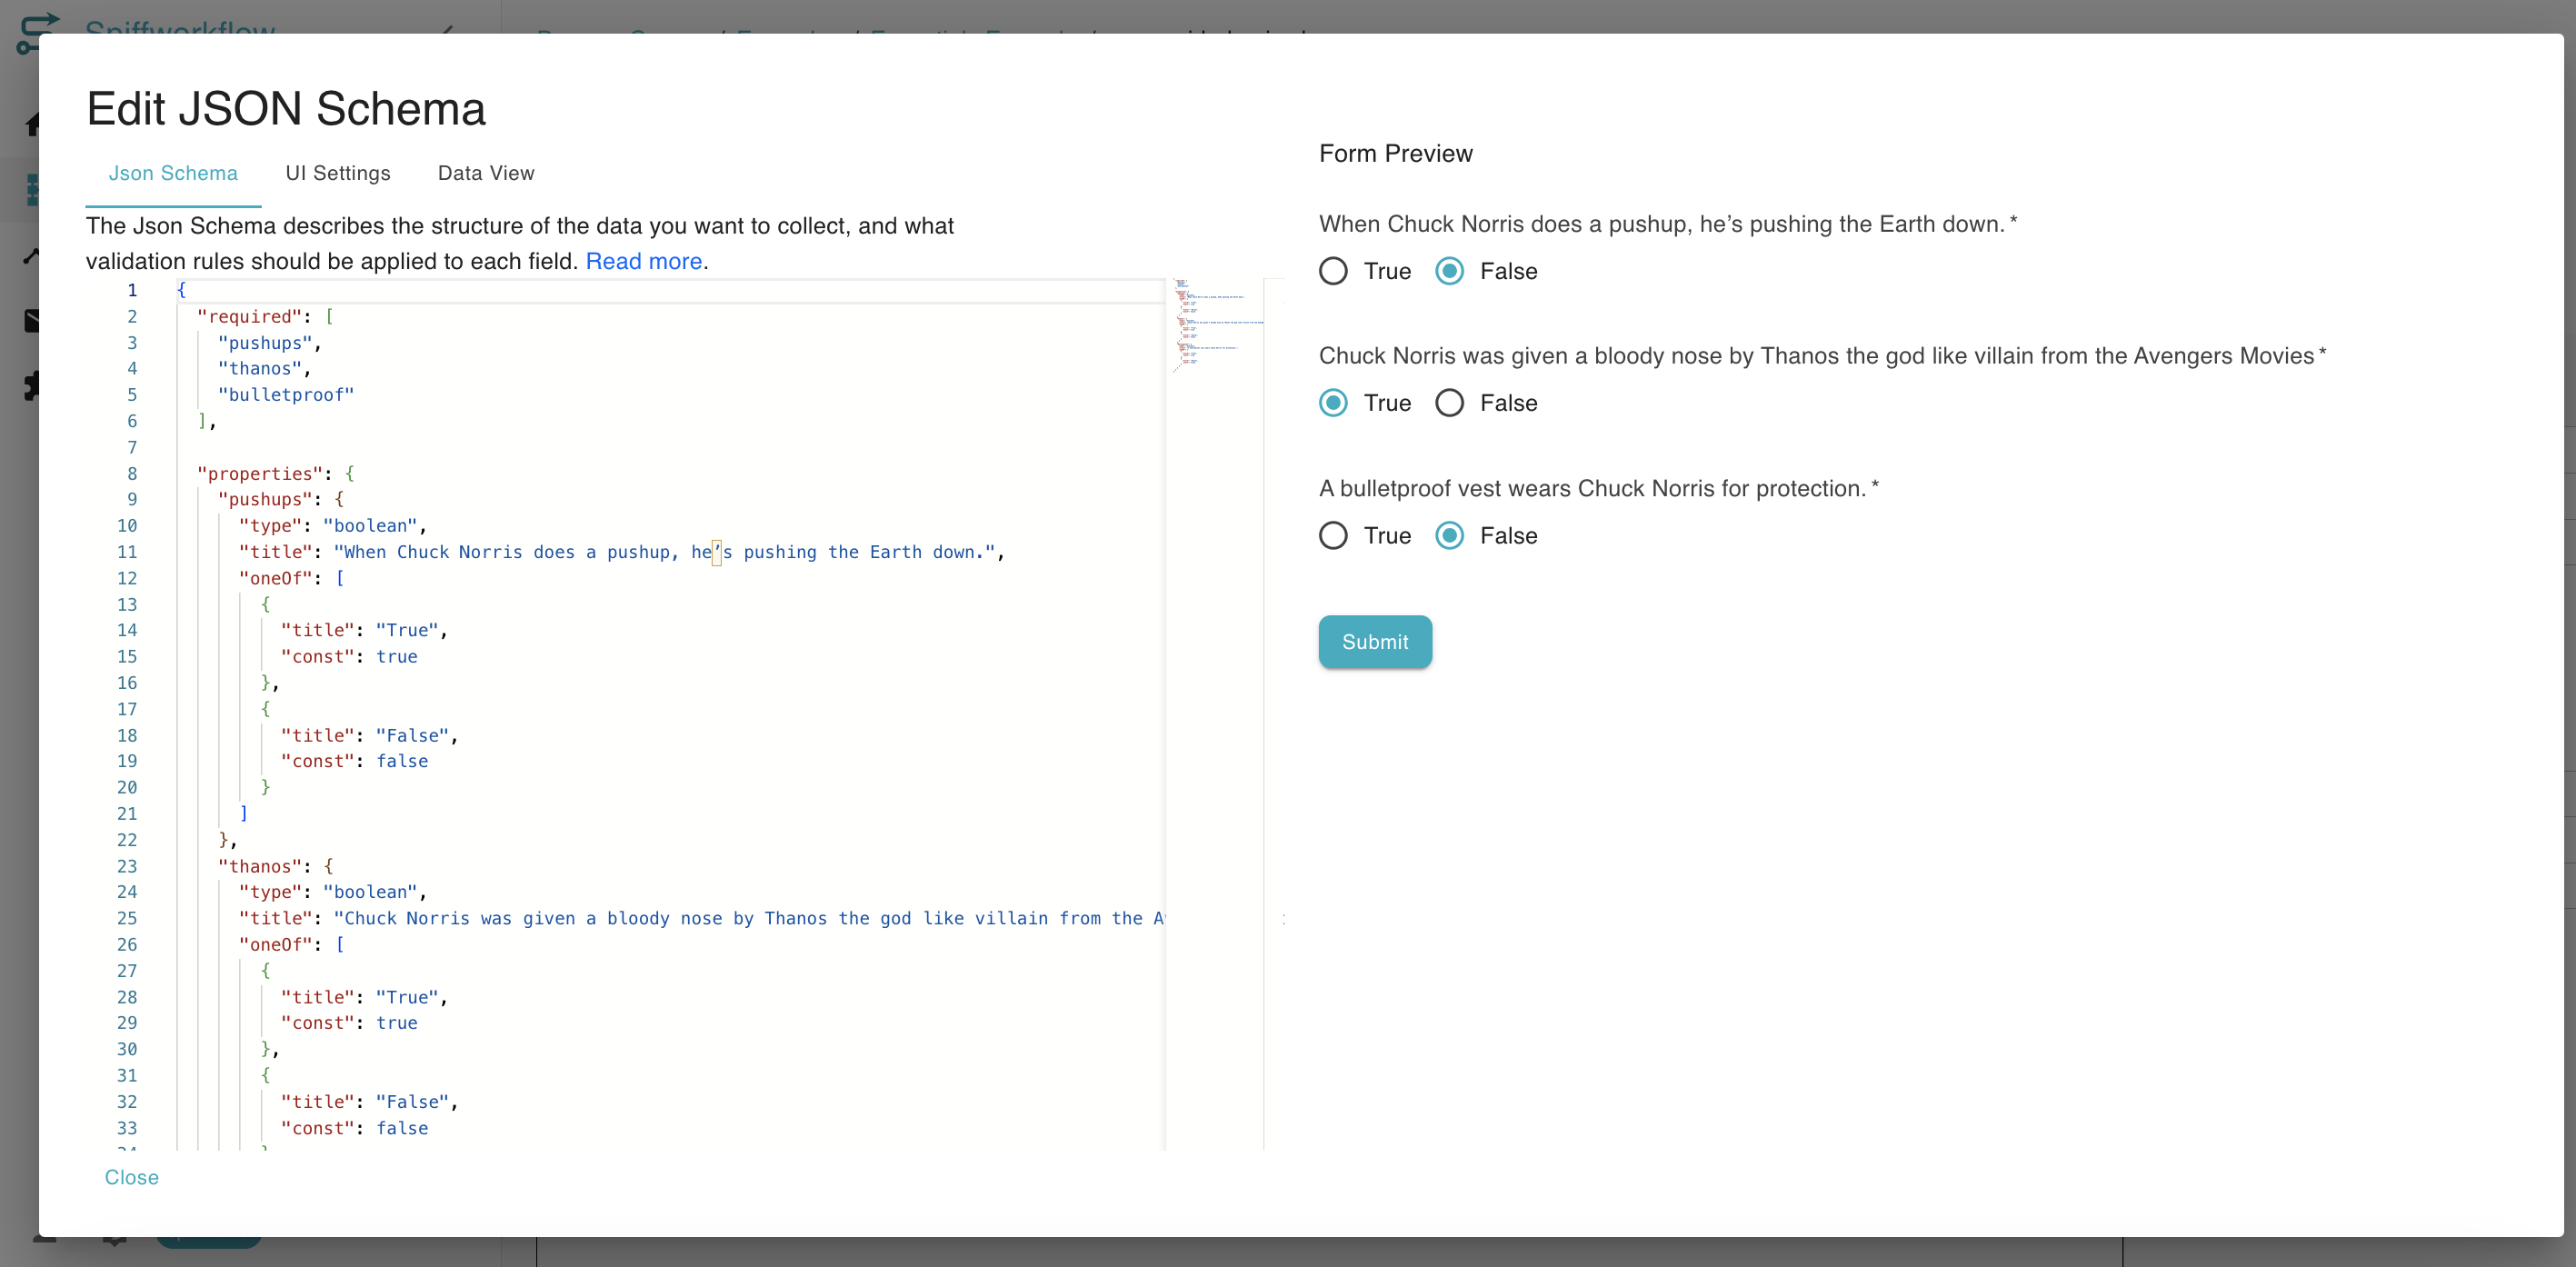 Spiffworkflow
Edit JSON Schema
Json Schema UI Settings Data View
The Json Schema describes the structure of the data you want to collect, and what
validation rules should be applied to each field. Read more.
1 {
2 "required": [
3 "pushups",
4 "thanos",
5 "bulletproof"
6 ],
7
8 "properties": {
9 "pushups": {
10 "type": "boolean",
11 "title": "When Chuck Norris does a pushup, he’s pushing the Earth down.",
12 "oneOf": [
13 {
14 "title": "True",
15 "const": true
16 },
17 {
18 "title": "False",
19 "const": false
20 }
21 ]
22 },
23 "thanos": {
24 "type": "boolean",
25 "title": "Chuck Norris was given a bloody nose by Thanos the god like villain from the A
26 "oneOf": [
27 {
28 "title": "True",
29 "const": true
30 },
31 {
32 "title": "False",
33 "const": false
Close
Form Preview
When Chuck Norris does a pushup, he’s pushing the Earth down.*
True False
Chuck Norris was given a bloody nose by Thanos the god like villain from the Avengers Movies*
True False
A bulletproof vest wears Chuck Norris for protection.*
True False
Submit